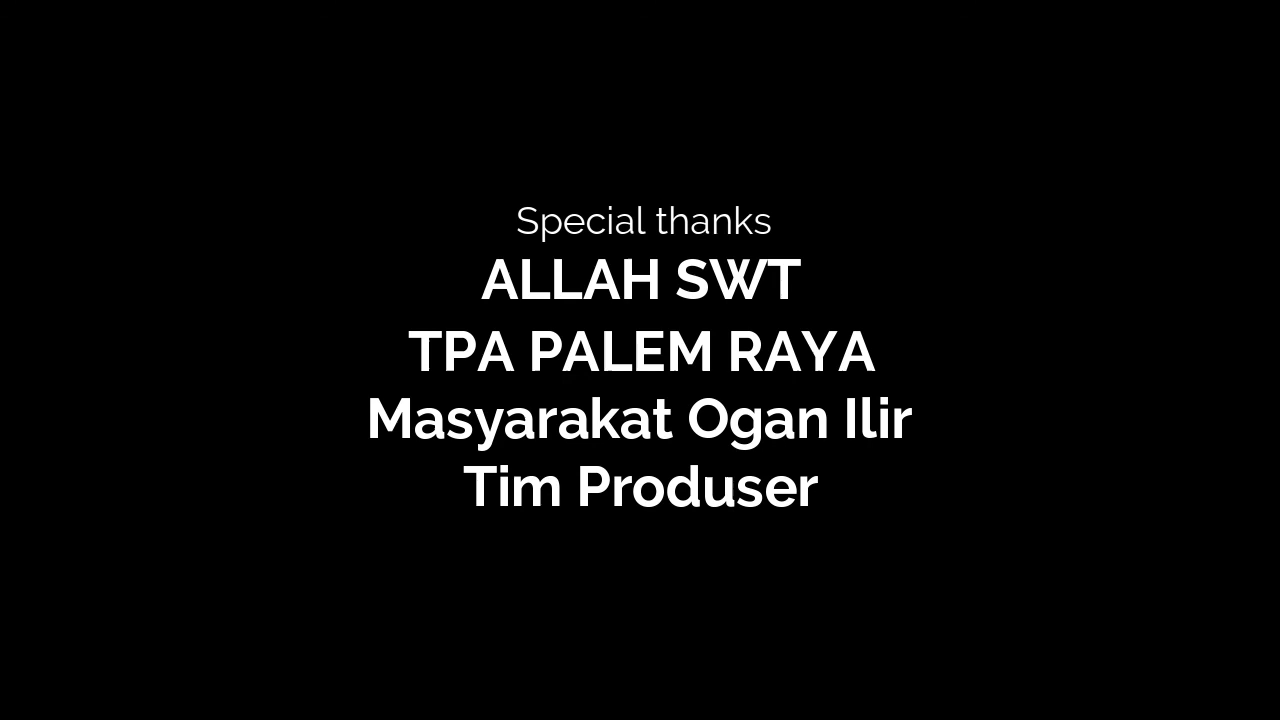 Special thanks
ALLAH SWT
TPA PALEM RAYA
Masyarakat Ogan Ilir
Tim Produser